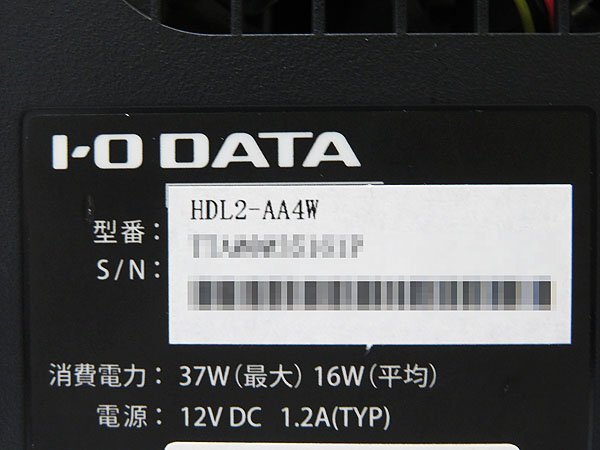 I-O DATA
型番： HDL2-AA4W
S/N：
消費電力： 37W（最大） 16W（平均）
電源： 12V DC 1.2A(TYP)